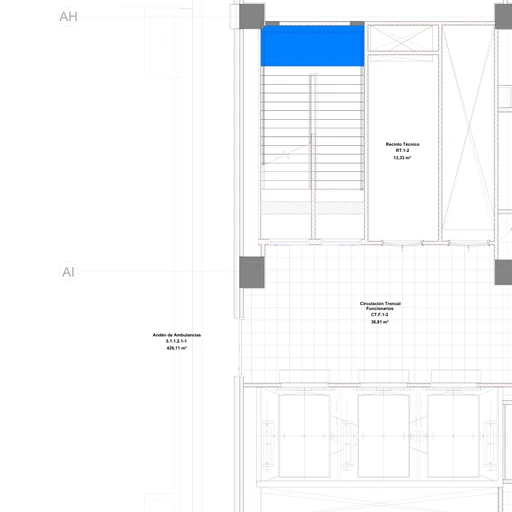 AH
Recinto Técnico
RT.1-2
13,33 m²
AI
Circulación Troncal
Funcionarios
CT.F.1-2
36,81 m²
Andén de Ambulancias
5.1.1.2.1-1
426,11 m²